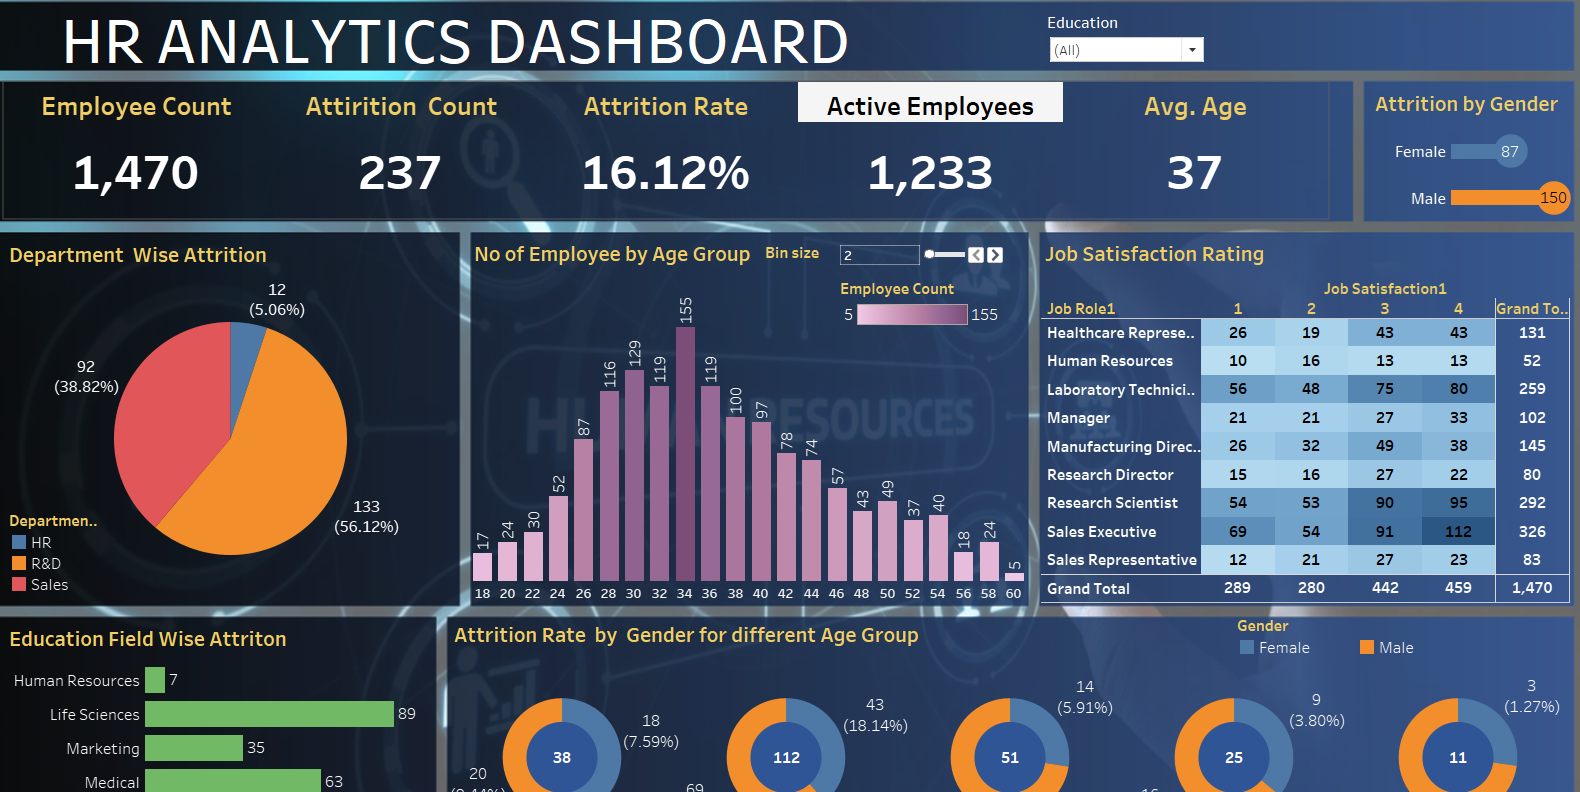 HR ANALYTICS DASHBOARD
Education
(All)
Employee Count
1,470
Attirition Count
237
Attrition Rate
16.12%
Active Employees
1,233
Avg. Age
37
Attrition by Gender
Female 87
Male 150
Department Wise Attrition
12
(5.06%)
92
(38.82%)
133
(56.12%)
Departmen..
HR
R&D
Sales
No of Employee by Age Group
Bin size
2
Employee Count
5 155
17 24 30 52 87 116 129 119 155 119 100 97 78 74 57 43 49 37 40 18 24 5
18 20 22 24 26 28 30 32 34 36 38 40 42 44 46 48 50 52 54 56 58 60
HUMAN RESOURCES
Job Satisfaction Rating
Job Satisfaction1
Job Role1 1 2 3 4 Grand To..
Healthcare Represe.. 26 19 43 43 131
Human Resources 10 16 13 13 52
Laboratory Technici.. 56 48 75 80 259
Manager 21 21 27 33 102
Manufacturing Direc.. 26 32 49 38 145
Research Director 15 16 27 22 80
Research Scientist 54 53 90 95 292
Sales Executive 69 54 91 112 326
Sales Representative 12 21 27 23 83
Grand Total 289 280 442 459 1,470
Education Field Wise Attriton
Human Resources 7
Life Sciences 89
Marketing 35
Medical 63
Attrition Rate by Gender for different Age Group
Gender
Female
Male
38
18
(7.59%)
20
112
43
(18.14%)
69
51
14
(5.91%)
25
9
(3.80%)
16
11
3
(1.27%)